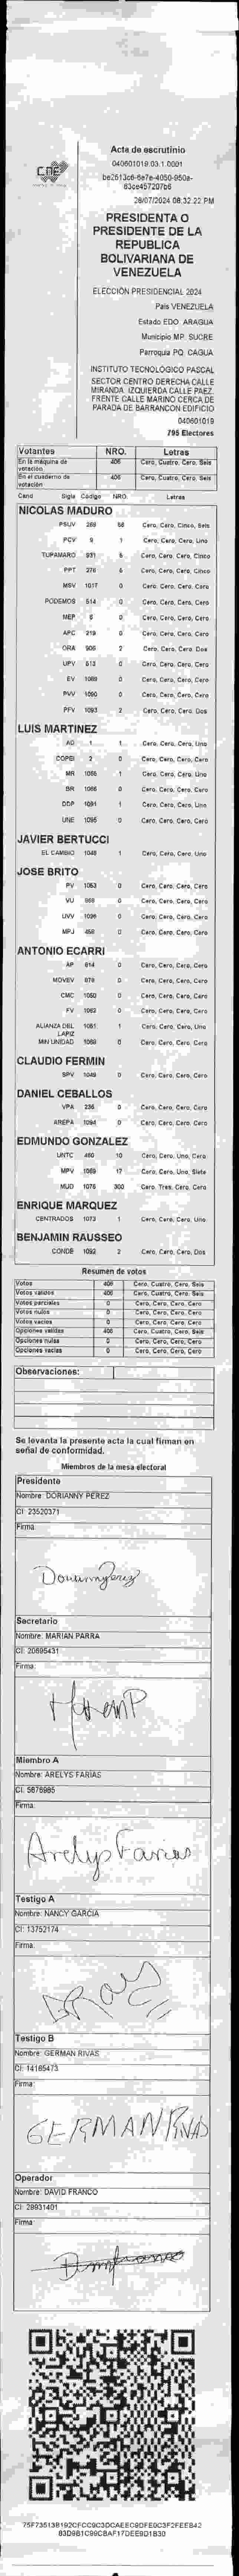 CNE
Acta de escrutinio
040601019.03.1.0001
be2613c6-6e7e-4050-950a-
83ce457207b6
28/07/2024 08:32:22 PM
PRESIDENTA O
PRESIDENTE DE LA
REPUBLICA
BOLIVARIANA DE
VENEZUELA
ELECCIÓN PRESIDENCIAL 2024
País VENEZUELA
Estado EDO. ARAGUA
Municipio MP. SUCRE
Parroquia PQ. CAGUA
INSTITUTO TECNOLÓGICO PASCAL
SECTOR CENTRO DERECHA CALLE
MIRANDA. IZQUIERDA CALLE PAEZ.
FRENTE CALLE MARINO CERCA DE
PARADA DE BARRANCON EDIFICIO
040601019
795 Electores
Votantes NRO. Letras
En la máquina de votación. 406 Cero, Cuatro, Cero, Seis
En el cuaderno de votación 406 Cero, Cuatro, Cero, Seis
Cand Sigla Código NRO. Letras
NICOLAS MADURO
PSUV 268 56 Cero, Cero, Cinco, Seis
PCV 9 1 Cero, Cero, Cero, Uno
TUPAMARO 931 5 Cero, Cero, Cero, Cinco
PPT 276 5 Cero, Cero, Cero, Cinco
MSV 1017 0 Cero, Cero, Cero, Cero
PODEMOS 514 0 Cero, Cero, Cero, Cero
MEP 6 0 Cero, Cero, Cero, Cero
APC 219 0 Cero, Cero, Cero, Cero
ORA 906 2 Cero, Cero, Cero, Dos
UPV 613 0 Cero, Cero, Cero, Cero
EV 1089 0 Cero, Cero, Cero, Cero
PVV 1090 0 Cero, Cero, Cero, Cero
PFV 1093 2 Cero, Cero, Cero, Dos
LUIS MARTINEZ
AD 1 1 Cero, Cero, Cero, Uno
COPEI 2 0 Cero, Cero, Cero, Cero
MR 1056 1 Cero, Cero, Cero, Uno
BR 1066 0 Cero, Cero, Cero, Cero
DDP 1091 1 Cero, Cero, Cero, Uno
UNE 1095 0 Cero, Cero, Cero, Cero
JAVIER BERTUCCI
EL CAMBIO 1048 1 Cero, Cero, Cero, Uno
JOSE BRITO
PV 1053 0 Cero, Cero, Cero, Cero
VU 868 0 Cero, Cero, Cero, Cero
UVV 1096 0 Cero, Cero, Cero, Cero
MPJ 458 0 Cero, Cero, Cero, Cero
ANTONIO ECARRI
AP 614 0 Cero, Cero, Cero, Cero
MOVEV 879 0 Cero, Cero, Cero, Cero
CMC 1050 0 Cero, Cero, Cero, Cero
FV 1062 0 Cero, Cero, Cero, Cero
ALIANZA DEL LAPIZ 1081 1 Cero, Cero, Cero, Uno
MIN UNIDAD 1068 0 Cero, Cero, Cero, Cero
CLAUDIO FERMIN
SPV 1049 0 Cero, Cero, Cero, Cero
DANIEL CEBALLOS
VPA 236 0 Cero, Cero, Cero, Cero
AREPA 1094 0 Cero, Cero, Cero, Cero
EDMUNDO GONZALEZ
UNTC 460 10 Cero, Cero, Uno, Cero
MPV 1069 17 Cero, Cero, Uno, Siete
MUD 1076 300 Cero, Tres, Cero, Cero
ENRIQUE MARQUEZ
CENTRADOS 1073 1 Cero, Cero, Cero, Uno
BENJAMIN RAUSSEO
CONDE 1092 2 Cero, Cero, Cero, Dos
Resumen de votos
Votos 406 Cero, Cuatro, Cero, Seis
Votos validos 406 Cero, Cuatro, Cero, Seis
Votos parciales 0 Cero, Cero, Cero, Cero
Votos nulos 0 Cero, Cero, Cero, Cero
Votos vacios 0 Cero, Cero, Cero, Cero
Opciones validas 406 Cero, Cuatro, Cero, Seis
Opciones nulas 0 Cero, Cero, Cero, Cero
Opciones vacias 0 Cero, Cero, Cero, Cero
Observaciones:
Se levanta la presente acta la cual firman en
señal de conformidad.
Miembros de la mesa electoral
Presidente
Nombre: DORIANNY PEREZ
CI: 23520371
Firma:
Secretario
Nombre: MARIAN PARRA
CI: 20695431
Firma:
Miembro A
Nombre: ARELYS FARIAS
CI: 5676985
Firma:
Arelys Farias
Testigo A
Nombre: NANCY GARCIA
CI: 13752174
Firma:
Testigo B
Nombre: GERMAN RIVAS
CI: 14185473
Firma:
GERMAN RIVAS
Operador
Nombre: DAVID FRANCO
CI: 28931401
Firma: